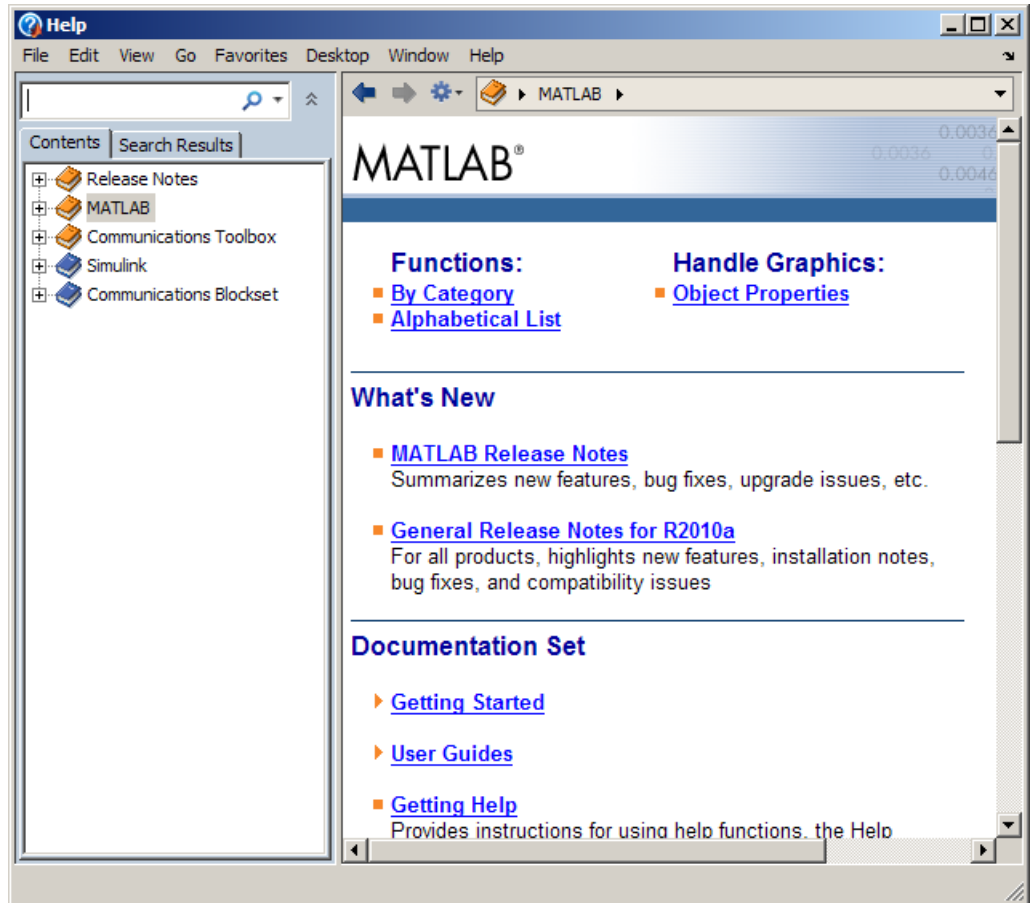 Help
File Edit View Go Favorites Desktop Window Help
MATLAB
Contents Search Results
Release Notes
MATLAB
Communications Toolbox
Simulink
Communications Blockset
MATLAB®
0.0036
0.0036
0.0046
Functions:
By Category
Alphabetical List
Handle Graphics:
Object Properties
What's New
MATLAB Release Notes
Summarizes new features, bug fixes, upgrade issues, etc.
General Release Notes for R2010a
For all products, highlights new features, installation notes,
bug fixes, and compatibility issues
Documentation Set
Getting Started
User Guides
Getting Help
Provides instructions for using help functions, the Help